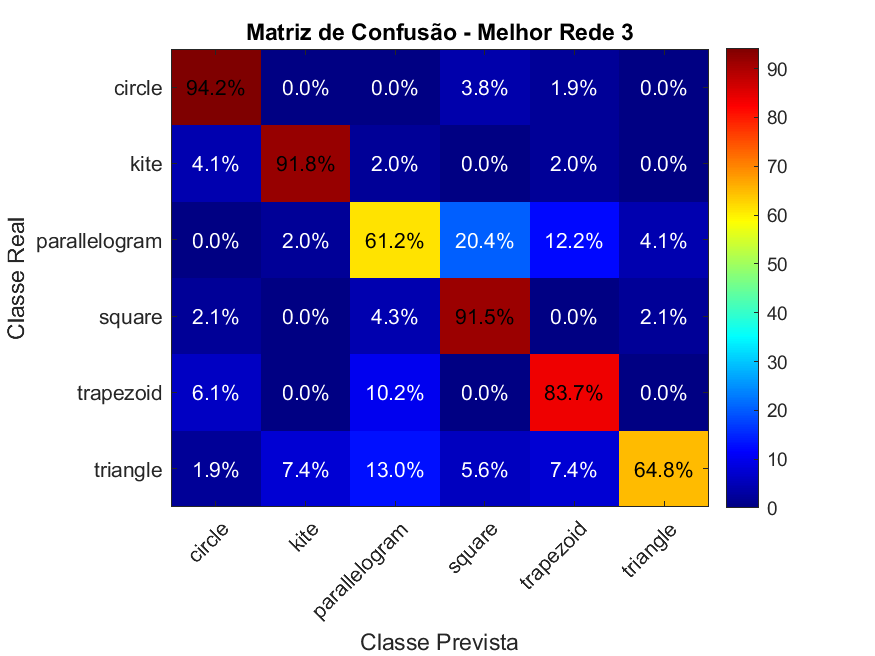 Matriz de Confusão - Melhor Rede 3
circle 94.2% 0.0% 0.0% 3.8% 1.9% 0.0%
kite 4.1% 91.8% 2.0% 0.0% 2.0% 0.0%
parallelogram 0.0% 2.0% 61.2% 20.4% 12.2% 4.1%
square 2.1% 0.0% 4.3% 91.5% 0.0% 2.1%
trapezoid 6.1% 0.0% 10.2% 0.0% 83.7% 0.0%
triangle 1.9% 7.4% 13.0% 5.6% 7.4% 64.8%
circle kite parallelogram square trapezoid triangle
Classe Prevista
Classe Real
90
80
70
60
50
40
30
20
10
0